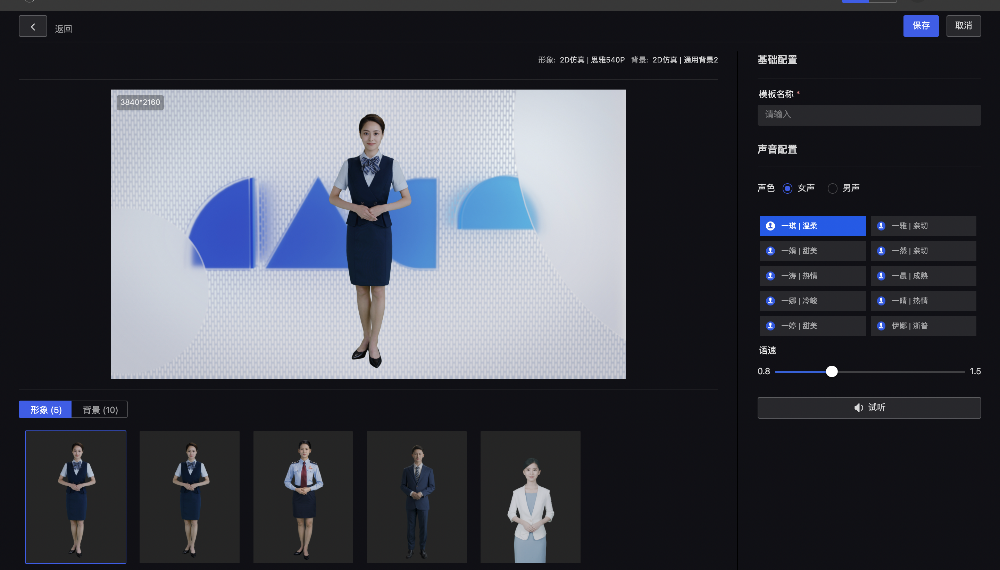 返回
保存
取消
形象: 2D仿真 | 思雅540P 背景: 2D仿真 | 通用背景2
3840*2160
基础配置
模板名称 *
请输入
声音配置
声色 女声 男声
一琪 | 温柔
一雅 | 亲切
一娟 | 甜美
一然 | 亲切
一涛 | 热情
一晨 | 成熟
一娜 | 冷峻
一晴 | 热情
一婷 | 甜美
伊娜 | 浙普
语速
0.8 1.5
试听
形象 (5)
背景 (10)